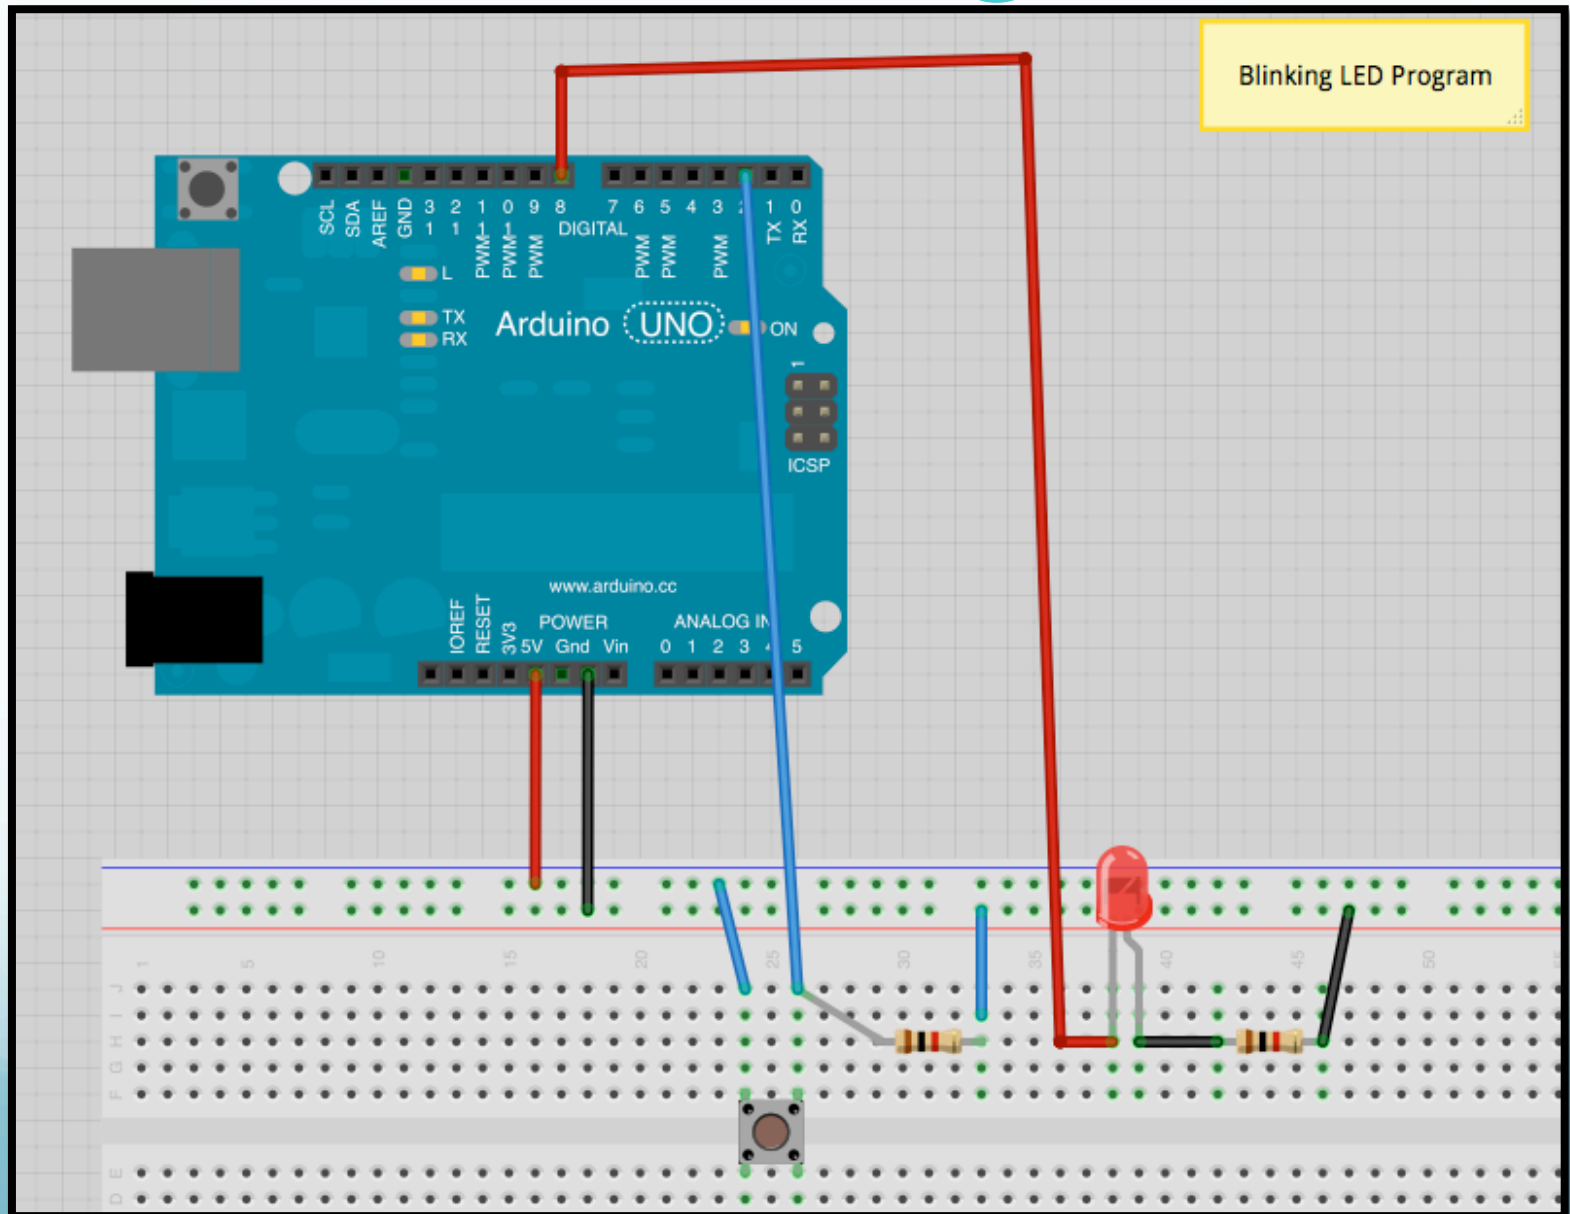 Blinking LED Program
SCL SDA AREF GND 13 12 11 10 9 8 7 6 5 4 3 2 1 0
PWM PWM PWM DIGITAL PWM PWM PWM TX RX
L
TX
RX
Arduino UNO ON
1
ICSP
www.arduino.cc
IOREF RESET 3V3 POWER ANALOG IN
5V Gnd Vin 0 1 2 3 4 5
1 5 10 15 20 25 30 35 40 45 50 55
J
I
H
G
F
E
D